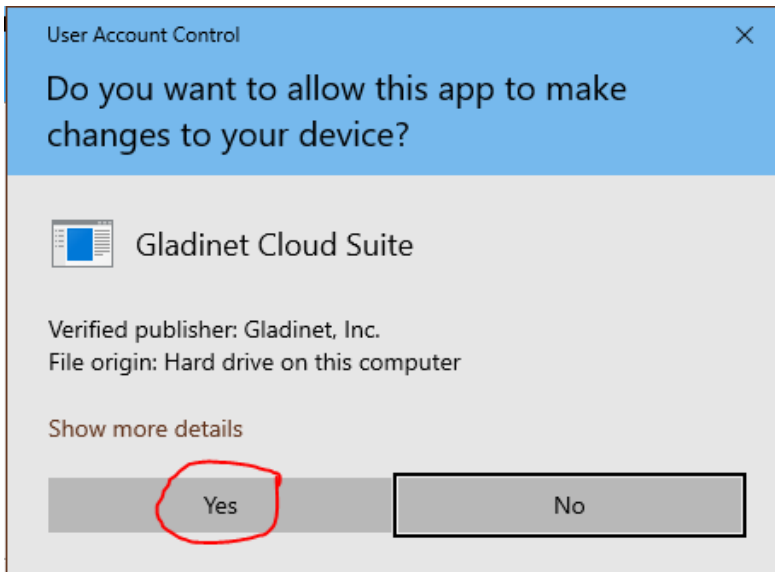 User Account Control
Do you want to allow this app to make
changes to your device?
Gladinet Cloud Suite
Verified publisher: Gladinet, Inc.
File origin: Hard drive on this computer
Show more details
Yes
No